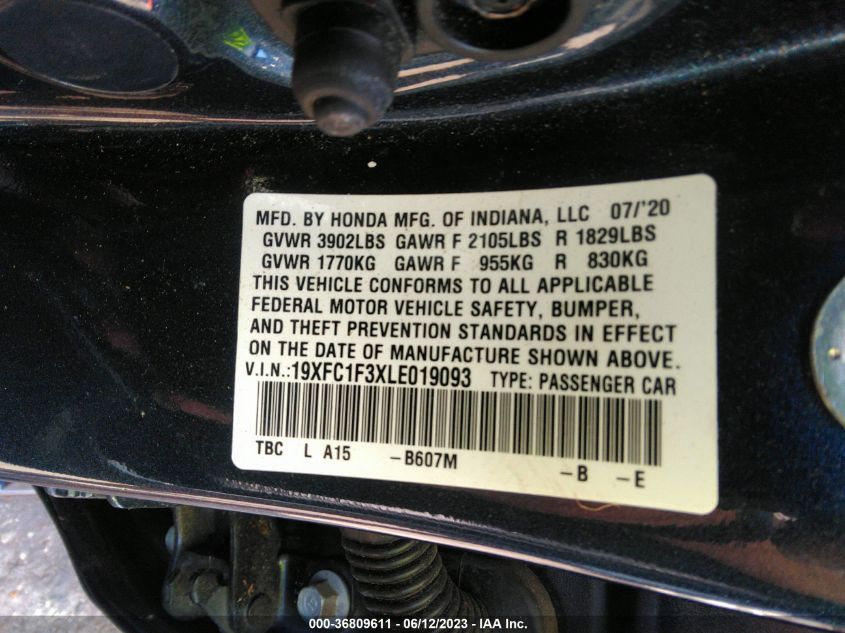 MFD. BY HONDA MFG. OF INDIANA, LLC 07/'20
GVWR 3902LBS GAWR F 2105LBS R 1829LBS
GVWR 1770KG GAWR F 955KG R 830KG
THIS VEHICLE CONFORMS TO ALL APPLICABLE
FEDERAL MOTOR VEHICLE SAFETY, BUMPER,
AND THEFT PREVENTION STANDARDS IN EFFECT
ON THE DATE OF MANUFACTURE SHOWN ABOVE.
V.I.N.:19XFC1F3XLE019093 TYPE: PASSENGER CAR
TBC L A15 -B607M -B -E
000-36809611 - 06/12/2023 - IAA Inc.